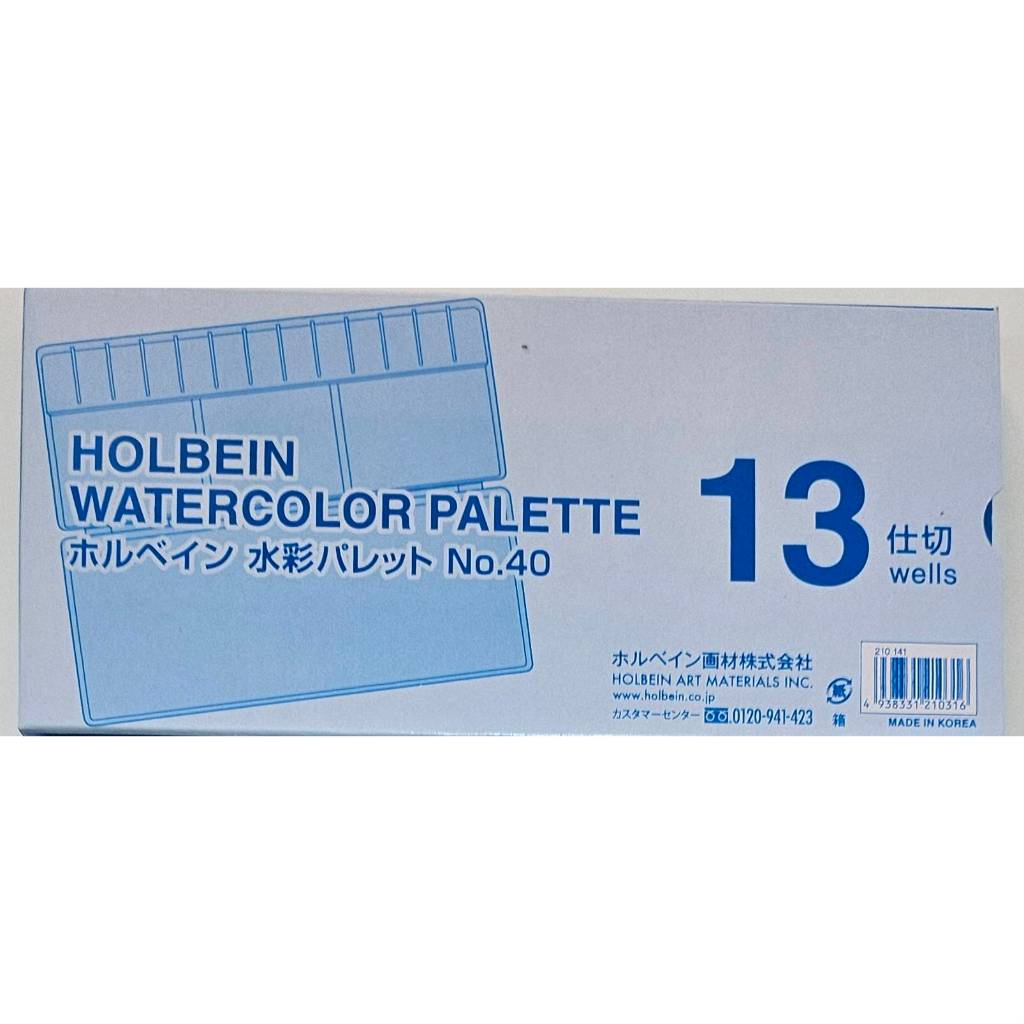 HOLBEIN
WATERCOLOR PALETTE
ホルベイン 水彩パレット No.40
13 仕切
wells
ホルベイン画材株式会社
HOLBEIN ART MATERIALS INC.
www.holbein.co.jp
カスタマーセンター 0120-941-423
紙
箱
210 141
4 938331 210316
MADE IN KOREA